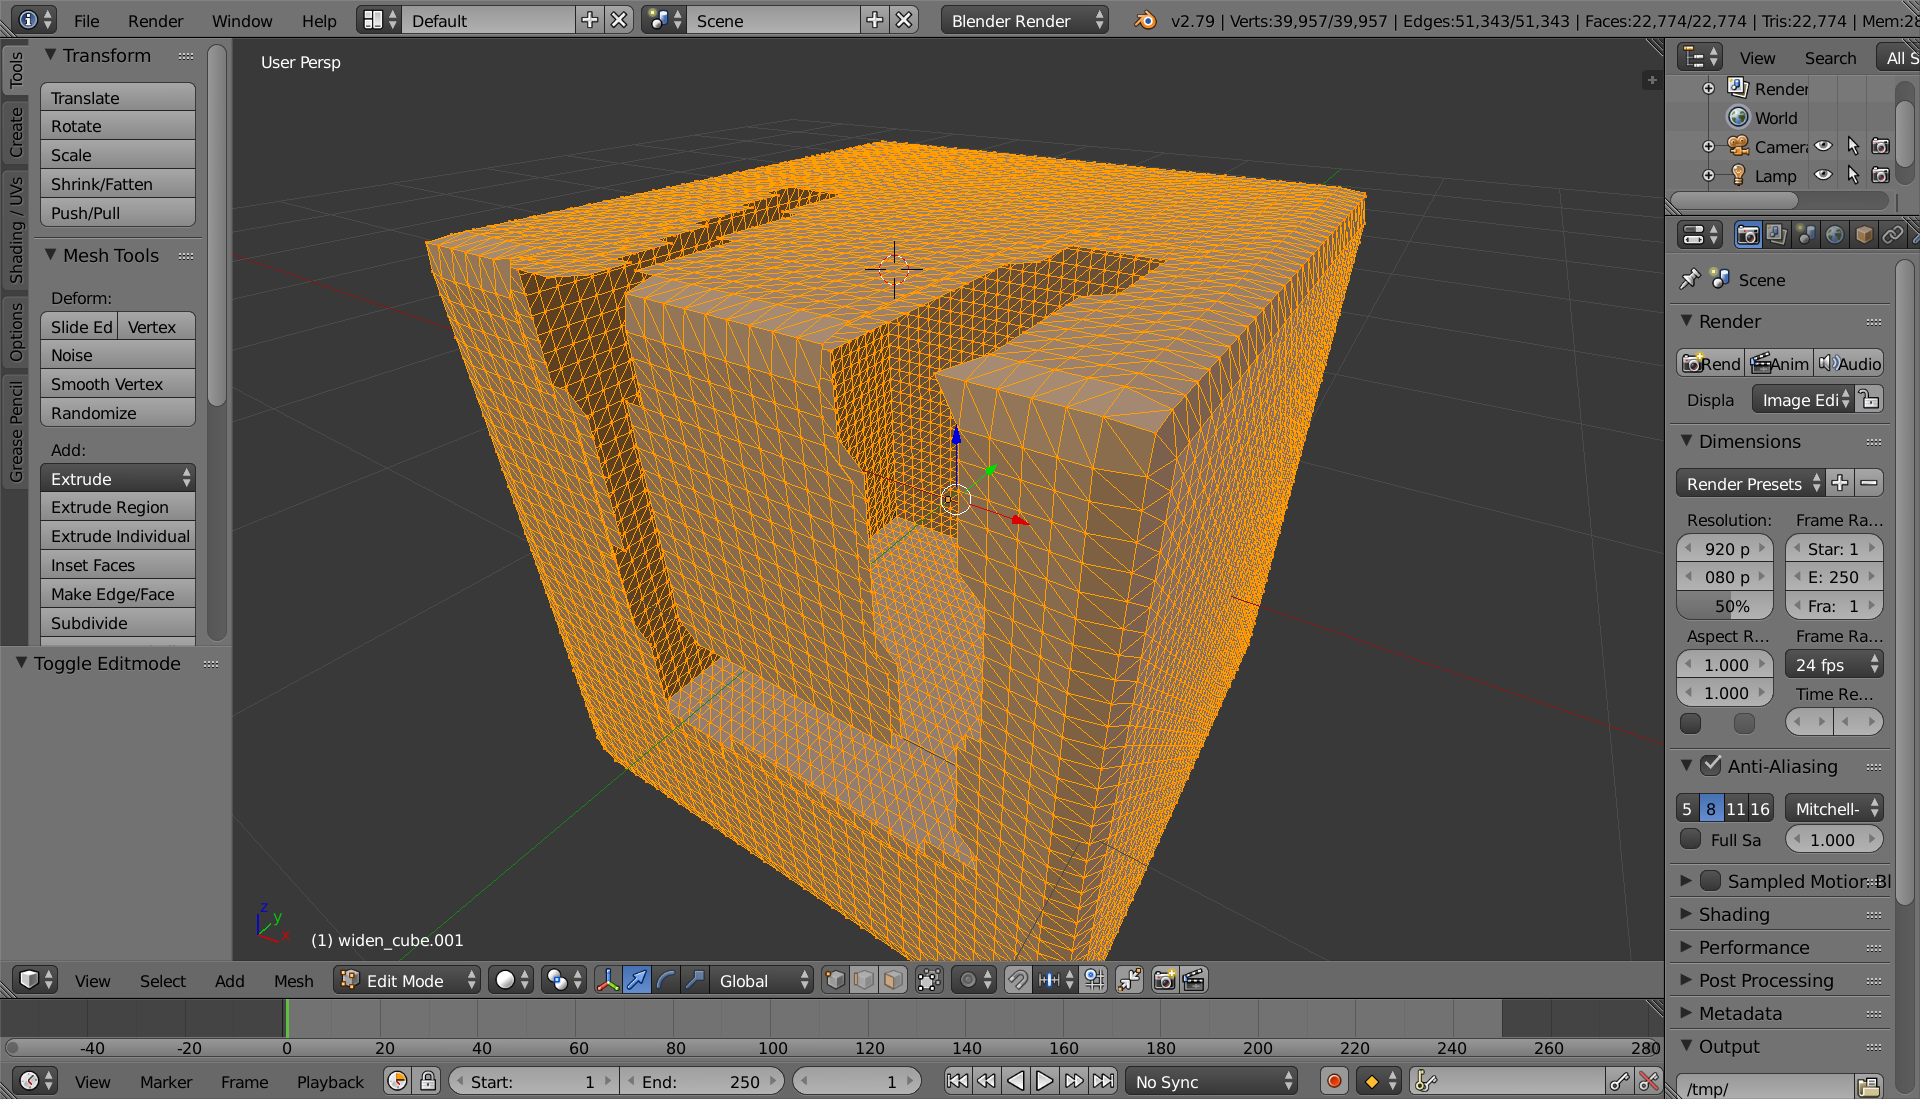 File Render Window Help Default Scene Blender Render v2.79 | Verts:39,957/39,957 | Edges:51,343/51,343 | Faces:22,774/22,774 | Tris:22,774 | Mem:28
Tools
Create
Shading / UVs
Options
Grease Pencil
Transform
Translate
Rotate
Scale
Shrink/Fatten
Push/Pull
Mesh Tools
Deform:
Slide Ed Vertex
Noise
Smooth Vertex
Randomize
Add:
Extrude
Extrude Region
Extrude Individual
Inset Faces
Make Edge/Face
Subdivide
Toggle Editmode
User Persp
z
y
x
(1) widen_cube.001
View Search All S
Render
World
Camera
Lamp
Scene
Render
Rend Anim Audio
Displa Image Edi
Dimensions
Render Presets
Resolution: Frame Ra...
920 p Star: 1
080 p E: 250
50% Fra: 1
Aspect R... Frame Ra...
1.000 24 fps
1.000 Time Re...
Anti-Aliasing
5 8 11 16 Mitchell-
Full Sa 1.000
Sampled Motion Bl
Shading
Performance
Post Processing
Metadata
Output
/tmp/
View Select Add Mesh Edit Mode Global
-40 -20 0 20 40 60 80 100 120 140 160 180 200 220 240 260 280
View Marker Frame Playback Start: 1 End: 250 1 No Sync